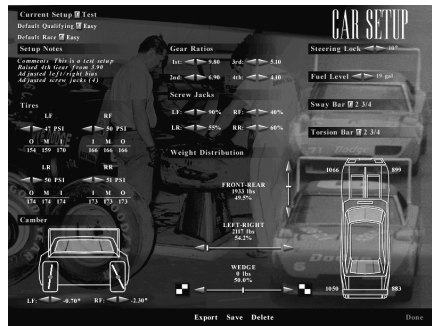 Current Setup Test
Default Qualifying Easy
Default Race Easy
CAR SETUP
Setup Notes
Comments This is a test setup
Raised 4th Gear from 3.90
Adjusted left/right bias
Adjusted screw jacks (4)
Gear Ratios
1st: 9.80 3rd: 5.10
2nd: 6.90 4th: 4.10
Steering Lock 10°
Fuel Level 19 gal
Screw Jacks
LF: 90% RF: 40%
LR: 55% RR: 60%
Sway Bar 2 3/4
Torsion Bar 2 3/4
Tires
LF RF
47 PSI 50 PSI
O M I I M O
154 159 170 166 166 166
LR RR
50 PSI 51 PSI
O M I I M O
174 174 174 173 173 173
Weight Distribution
FRONT-REAR
1933 lbs
49.5%
LEFT-RIGHT
2117 lbs
54.2%
WEDGE
0 lbs
50.0%
1066 899
1050 883
Camber
LF: -0.70° RF: -2.30°
Export Save Delete
Done